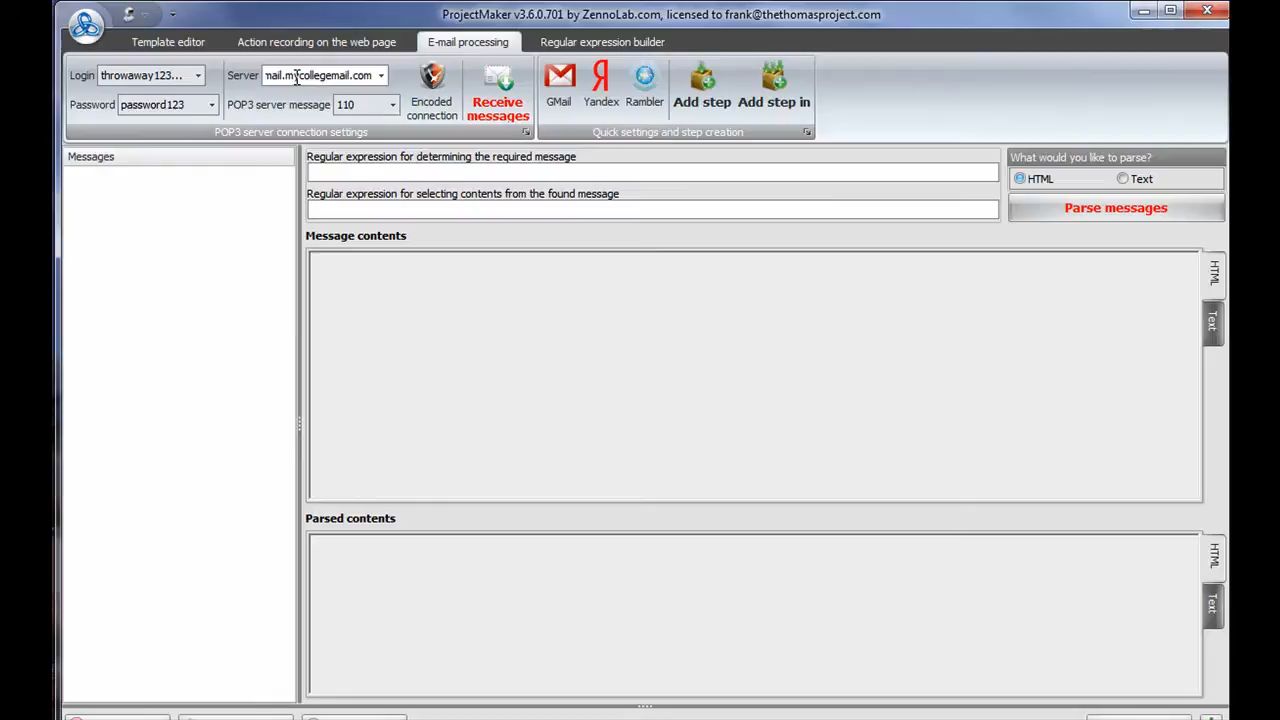 ProjectMaker v3.6.0.701 by ZennoLab.com, licensed to frank@thethomasproject.com
Template editor
Action recording on the web page
E-mail processing
Regular expression builder
Login throwaway123...
Server mail.mycollegemail.com
Password password123
POP3 server message 110
Encoded connection
Receive messages
POP3 server connection settings
GMail
Yandex
Rambler
Add step
Add step in
Quick settings and step creation
Messages
Regular expression for determining the required message
Regular expression for selecting contents from the found message
What would you like to parse?
HTML
Text
Parse messages
Message contents
HTML
Text
Parsed contents
HTML
Text